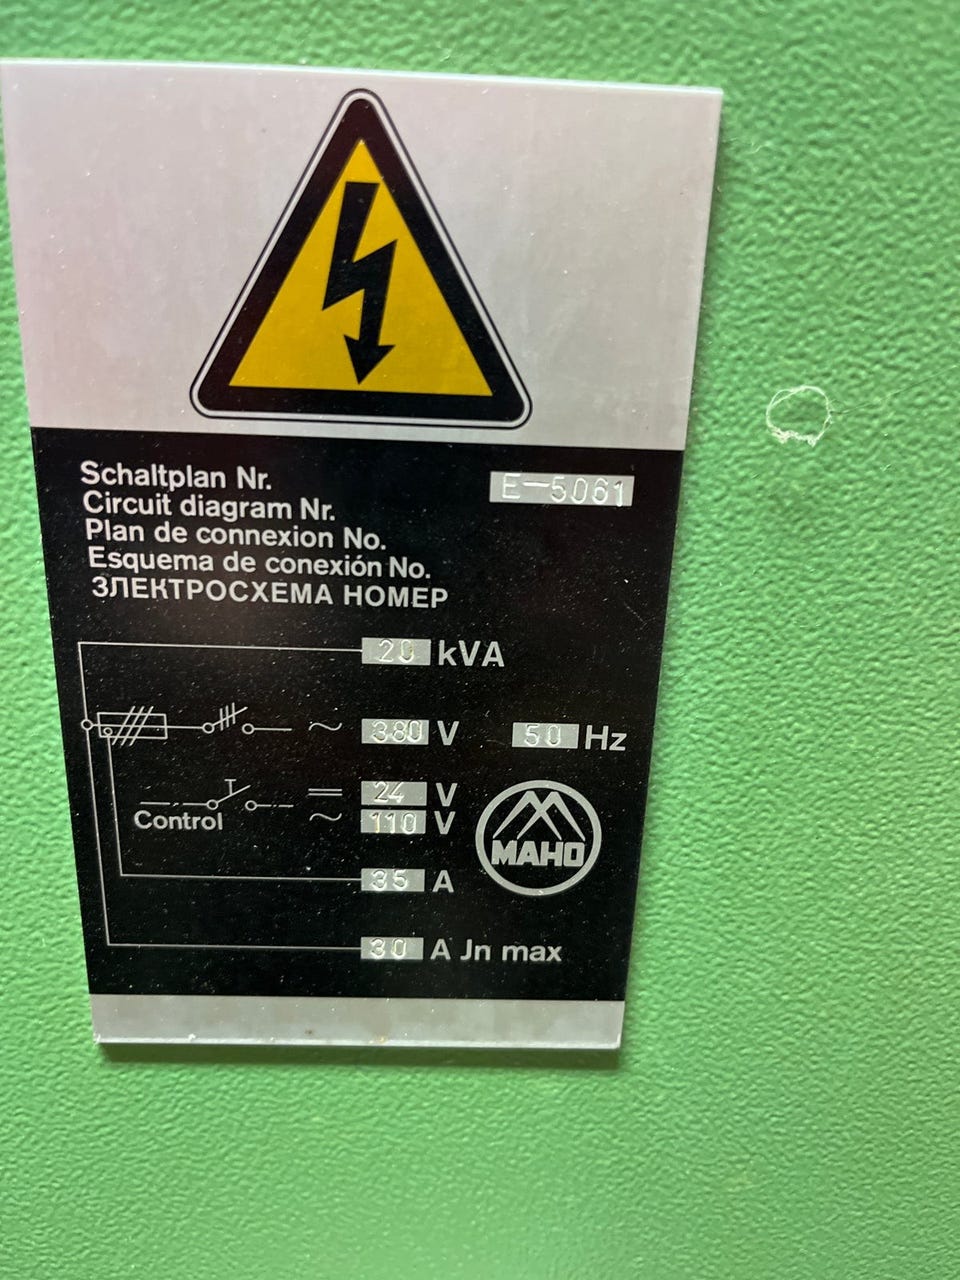 Schaltplan Nr. E-5061
Circuit diagram Nr.
Plan de connexion No.
Esquema de conexión No.
ЗЛЕКТРОСХЕМА НОМЕР
20 kVA
~ 380 V 50 Hz
T
= 24 V
Control ~ 110 V
MAHO
35 A
30 A Jn max